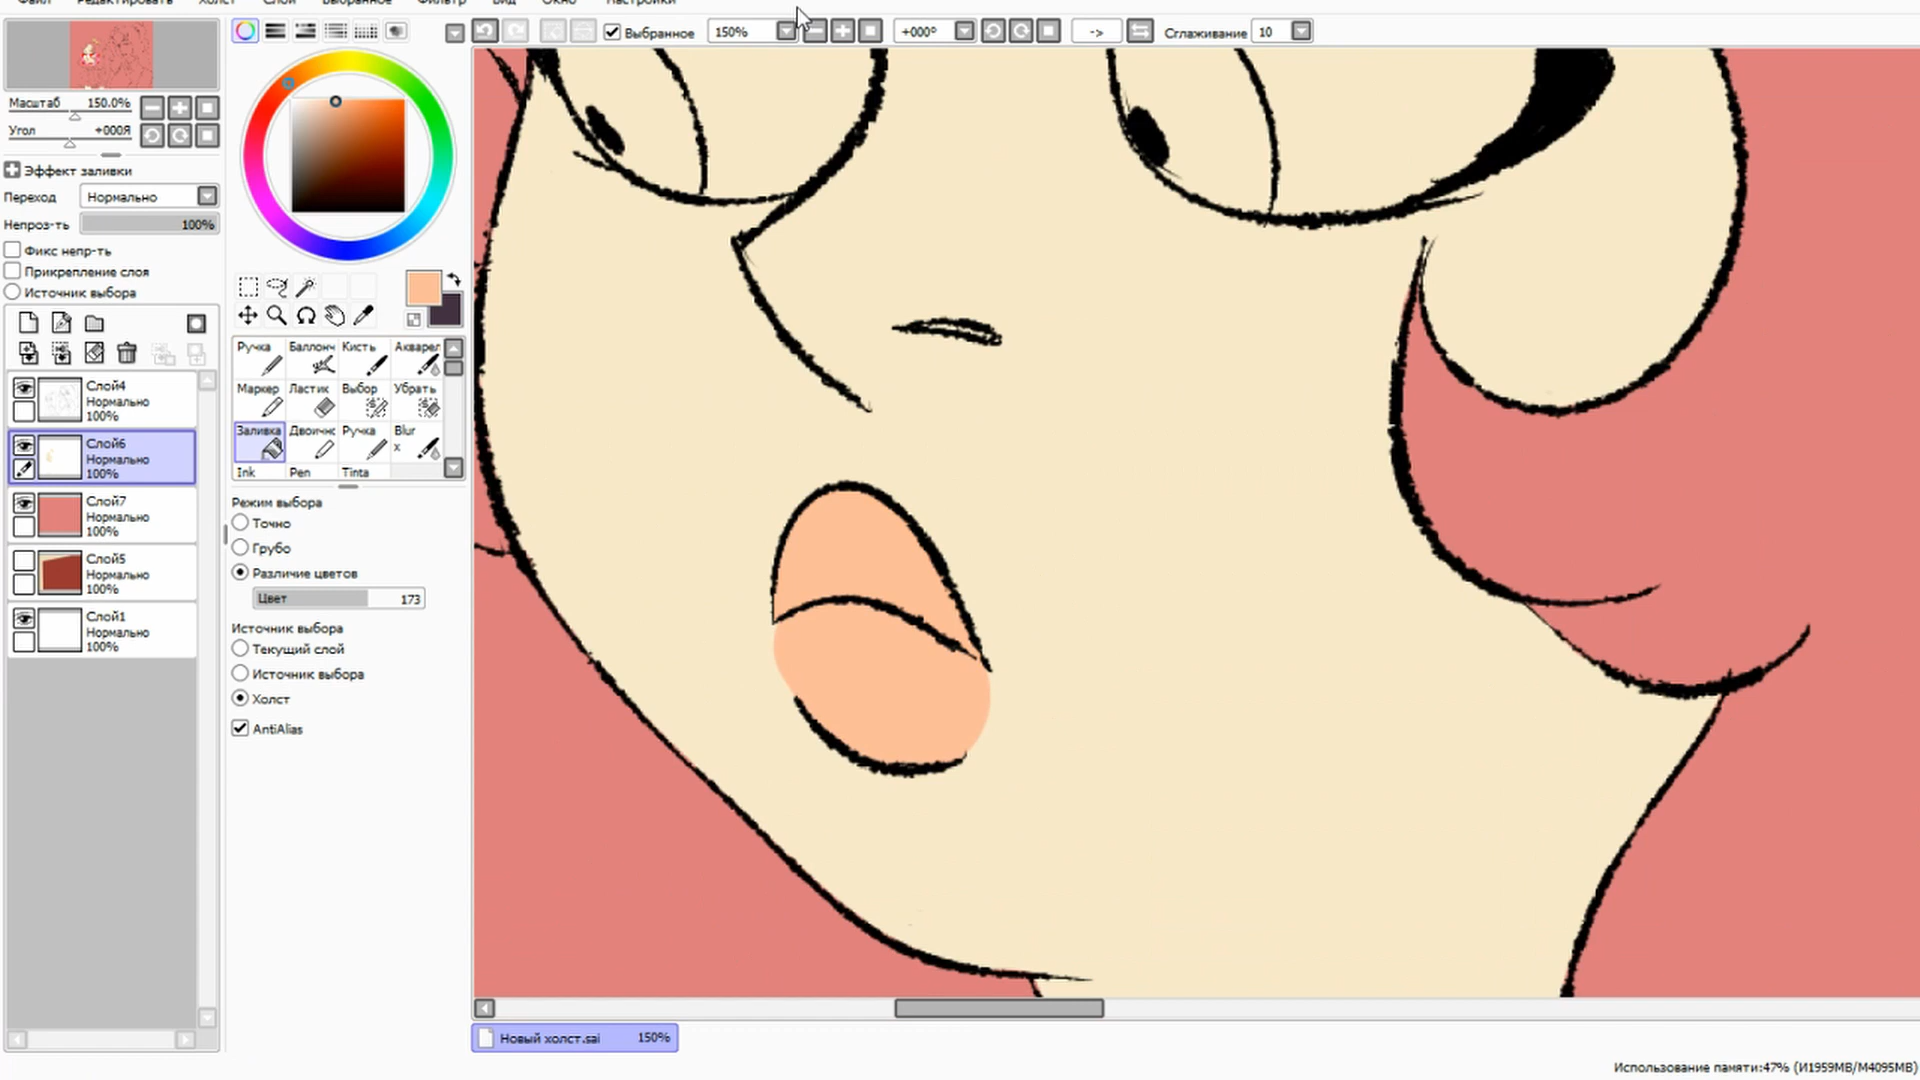 Файл Редактировать Холст Слой Выбранное Фильтр Вид Окно Настройки
Выбранное 150% +000° -> Сглаживание 10
Масштаб 150.0%
Угол +000Я
Эффект заливки
Переход Нормально
Непроз-ть 100%
Фикс непр-ть
Прикрепление слоя
Источник выбора
Слой4
Нормально
100%
Слой6
Нормально
100%
Слой7
Нормально
100%
Слой5
Нормально
100%
Слой1
Нормально
100%
Ручка Баллонч Кисть Акварел
Маркер Ластик Выбор Убрать
Заливка Двоичнс Ручка Blur
x
Ink Pen Tinta
Режим выбора
Точно
Грубо
Различие цветов
Цвет 173
Источник выбора
Текущий слой
Источник выбора
Холст
AntiAlias
Новый холст.sai 150%
Использование памяти:47% (И1959MB/М4095MB)